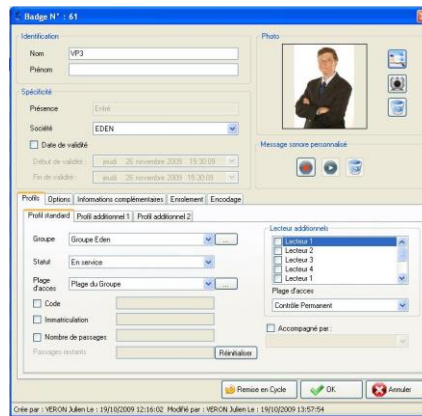 Badge N° : 61
Identification
Nom VP3
Prénom
Photo
Spécificité
Présence Entré
Société EDEN
Date de validité
Début de validité : jeudi 26 novembre 2009 19:30:09
Fin de validité : jeudi 26 novembre 2009 19:30:09
Message sonore personnalisé
Profils Options Informations complémentaires Enrolement Encodage
Profil standard Profil additionnel 1 Profil additionnel 2
Groupe Groupe Eden ...
Statut En service
Plage d'acces Plage du Groupe ...
Code
Immatriculation
Nombre de passages
Passages restants Réinitialiser
Lecteur additionnels
Lecteur 1
Lecteur 2
Lecteur 3
Lecteur 4
Lecteur 1
Plage d'acces
Contrôle Permanent
Accompagné par :
Remise en Cycle OK Annuler
Crée par : VERON Julien Le : 19/10/2009 12:16:02 Modifié par : VERON Julien Le : 19/10/2009 13:57:54